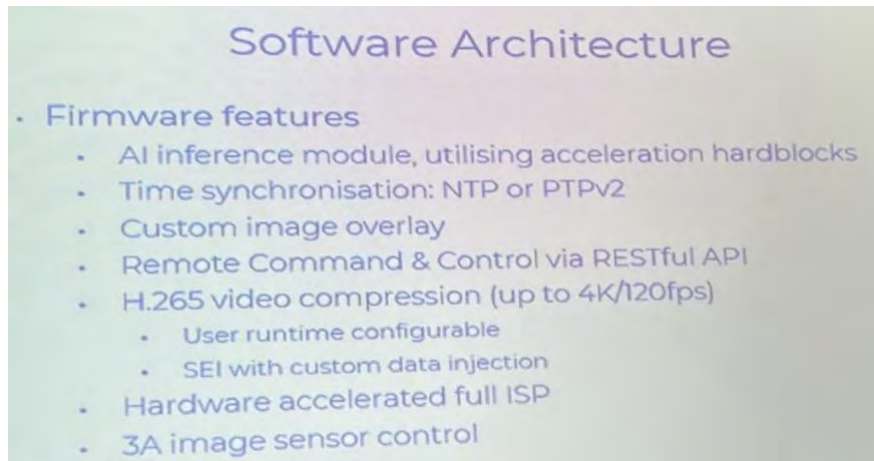 Software Architecture
• Firmware features
• AI inference module, utilising acceleration hardblocks
• Time synchronisation: NTP or PTPv2
• Custom image overlay
• Remote Command & Control via RESTful API
• H.265 video compression (up to 4K/120fps)
• User runtime configurable
• SEI with custom data injection
• Hardware accelerated full ISP
• 3A image sensor control